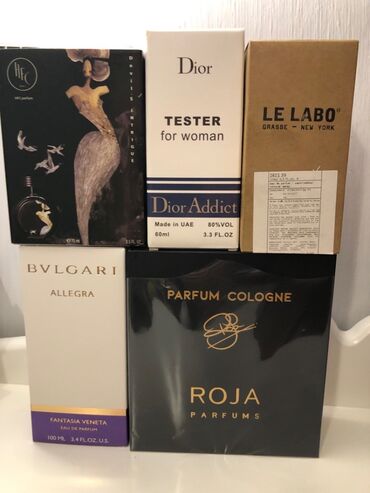 HFC
Devil's INTRIGUE
Dior
TESTER
for woman
Dior Addict
Made in UAE 80%VOL
60ml 3.3 FL.OZ
LE LABO
GRASSE - NEW YORK
BVLGARI
ALLEGRA
FANTASIA VENETA
EAU DE PARFUM
100 ML 3.4 FL.OZ. U.S.
PARFUM COLOGNE
ROJA
PARFUMS